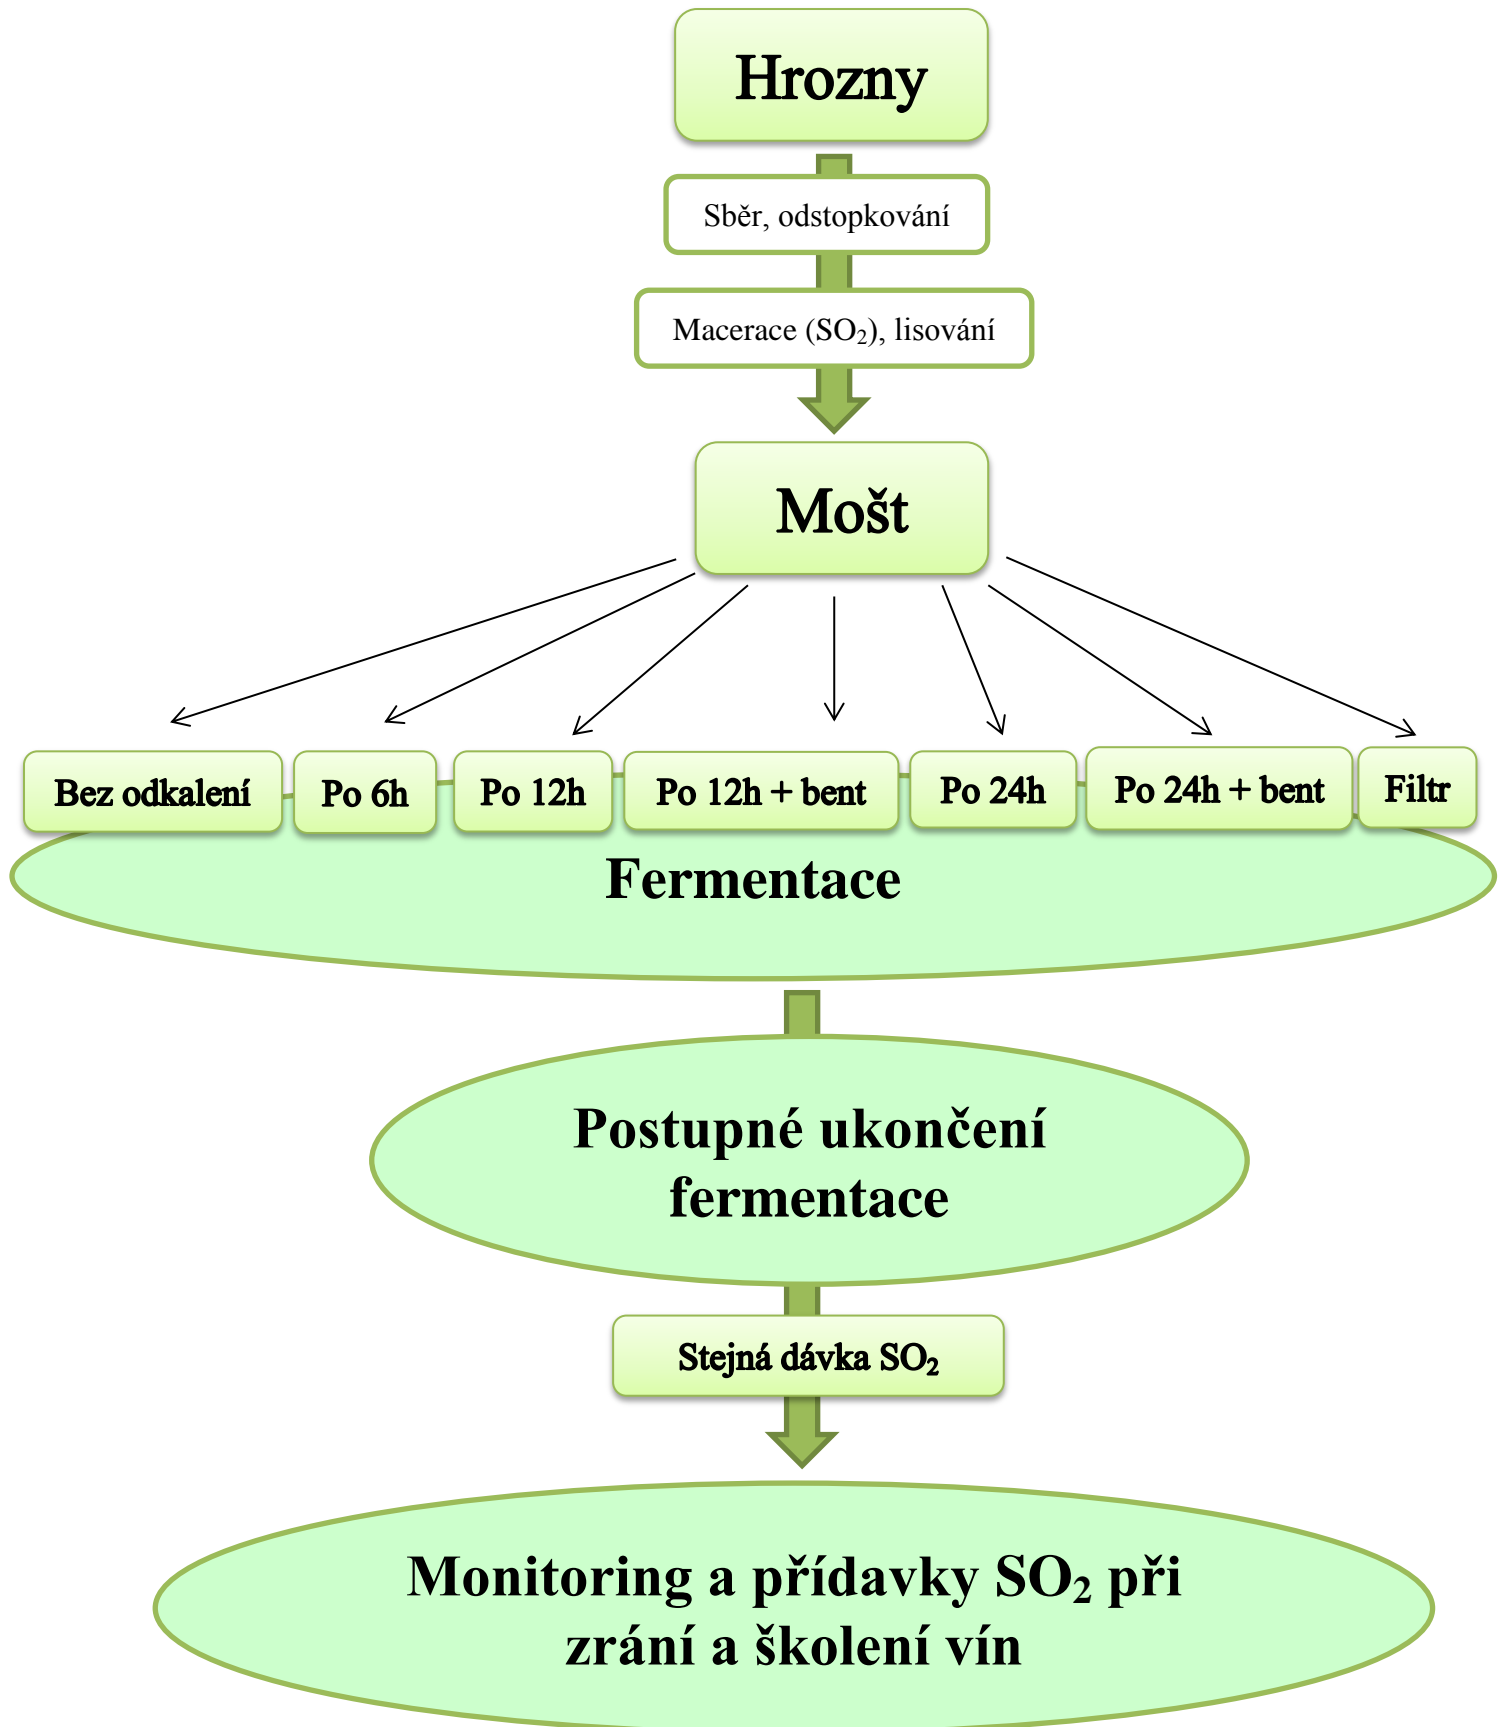 Hrozny
Sběr, odstopkování
Macerace (SO₂), lisování
Mošt
Bez odkalení
Po 6h
Po 12h
Po 12h + bent
Po 24h
Po 24h + bent
Filtr
Fermentace
Postupné ukončení
fermentace
Stejná dávka SO₂
Monitoring a přídavky SO₂ při
zrání a školení vín